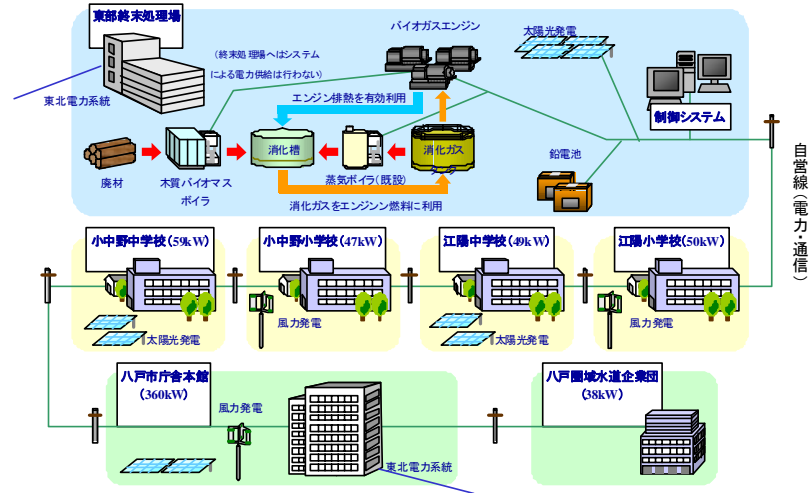 東部終末処理場
バイオガスエンジン
太陽光発電
（終末処理場へはシステム
による電力供給は行わない）
東北電力系統
エンジン排熱を有効利用
制御システム
消化槽
消化ガス
タンク
鉛電池
廃材
木質バイオマス
ボイラ
蒸気ボイラ（既設）
消化ガスをエンジンン燃料に利用
自営線（電力・通信）
小中野中学校（59kW）
小中野小学校（47kW）
江陽中学校（49kW）
江陽小学校（50kW）
太陽光発電
風力発電
太陽光発電
風力発電
八戸市庁舎本館
（360kW）
八戸圏域水道企業団
（38kW）
風力発電
東北電力系統